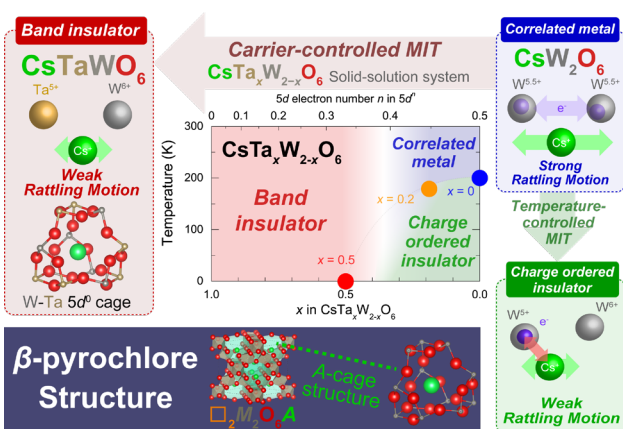 Band insulator
CsTaWO₆
Ta⁵⁺
W⁶⁺
Cs⁺
Weak
Rattling Motion
W-Ta 5d⁰ cage
Carrier-controlled MIT
CsTaₓW₂₋ₓO₆ Solid-solution system
5d electron number n in 5dⁿ
0 0.1 0.2 0.3 0.4 0.5
Temperature (K)
300
200
100
0
CsTaₓW₂₋ₓO₆
Correlated
metal
Band
insulator
x = 0.2
x = 0
Charge
ordered
insulator
x = 0.5
1.0 0.5 0.0
x in CsTaₓW₂₋ₓO₆
Correlated metal
CsW₂O₆
W⁵·⁵⁺
W⁵·⁵⁺
e⁻
Cs⁺
Strong
Rattling Motion
Temperature-
controlled
MIT
Charge ordered
insulator
W⁵⁺
W⁶⁺
e⁻
Cs⁺
Weak
Rattling Motion
β-pyrochlore
Structure
□₂M₂O₆A
A-cage
structure